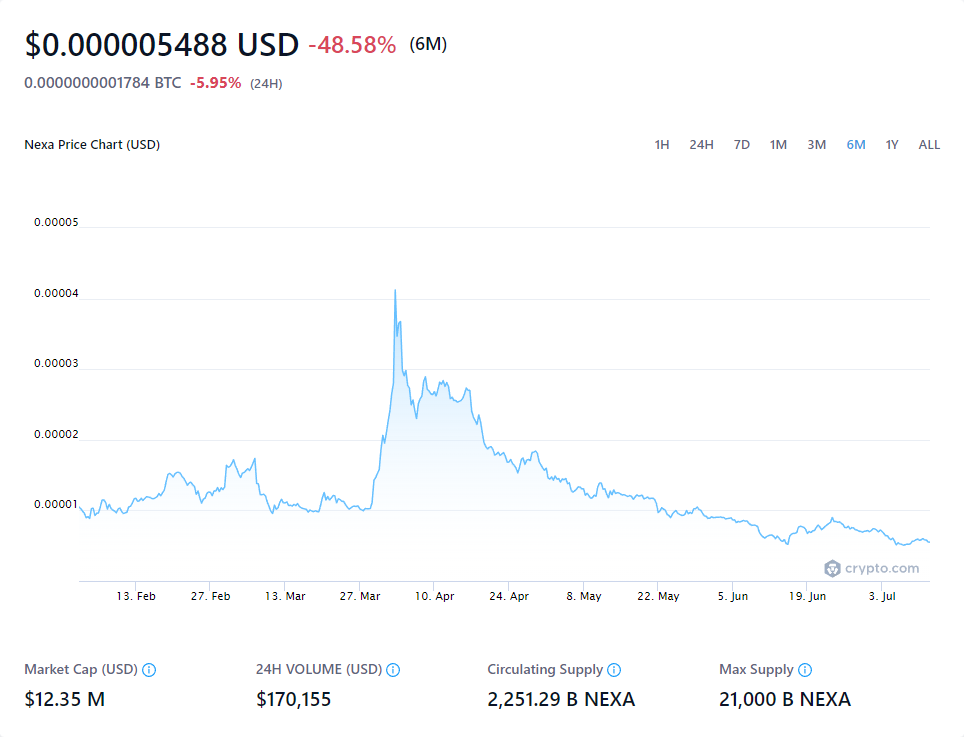 $0.000005488 USD -48.58% (6M)
0.0000000001784 BTC -5.95% (24H)
Nexa Price Chart (USD) 1H 24H 7D 1M 3M 6M 1Y ALL
0.00005
0.00004
0.00003
0.00002
0.00001
crypto.com
13. Feb 27. Feb 13. Mar 27. Mar 10. Apr 24. Apr 8. May 22. May 5. Jun 19. Jun 3. Jul
Market Cap (USD) 24H VOLUME (USD) Circulating Supply Max Supply
$12.35 M $170,155 2,251.29 B NEXA 21,000 B NEXA